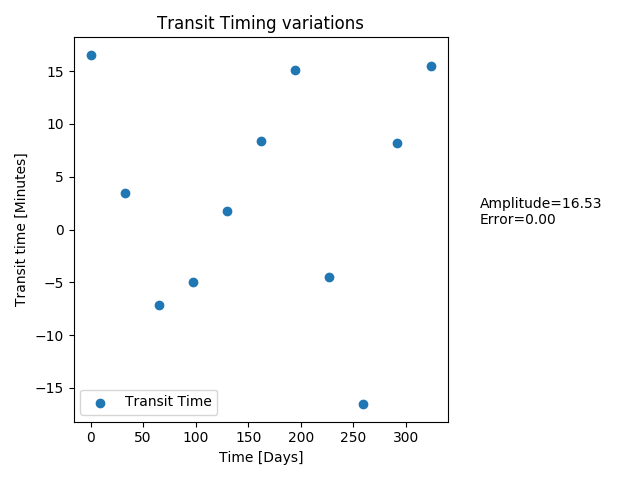 Transit Timing variations
Transit time [Minutes]
15
10
5
0
−5
−10
−15
Amplitude=16.53
Error=0.00
Transit Time
0 50 100 150 200 250 300
Time [Days]